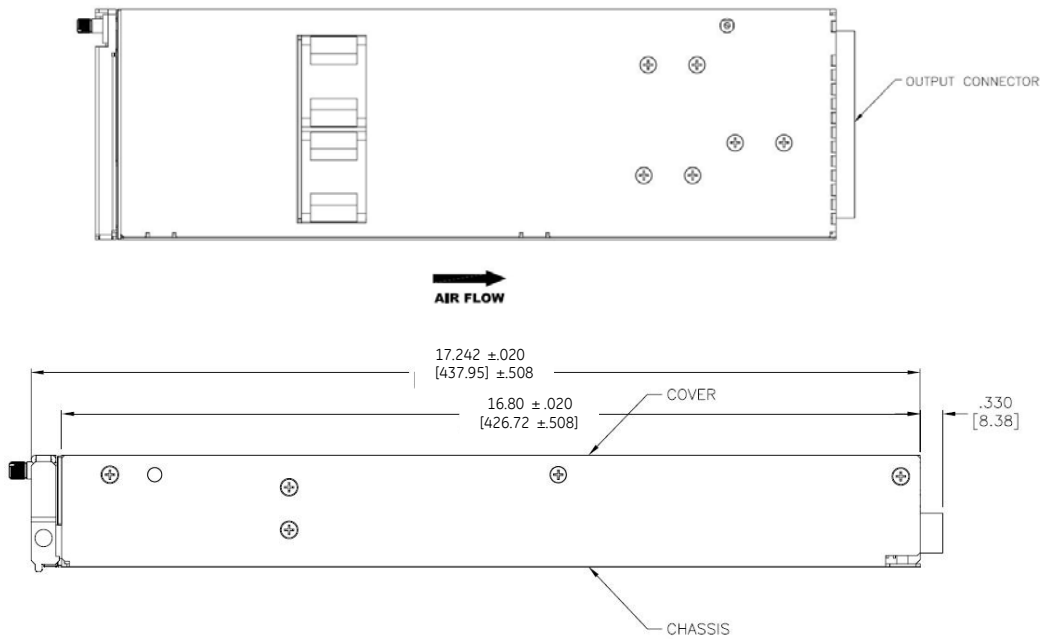 OUTPUT CONNECTOR
AIR FLOW
17.242 ±.020
[437.95] ±.508
16.80 ±.020
[426.72 ±.508]
COVER
.330
[8.38]
CHASSIS